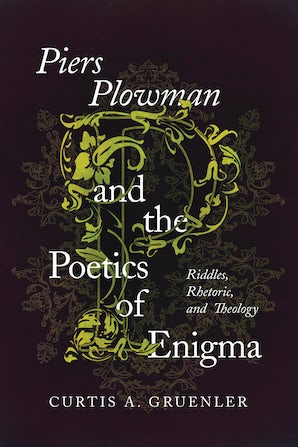 Piers
Plowman
and
the
Poetics
of
Enigma
Riddles,
Rhetoric,
and Theology
CURTIS A. GRUENLER